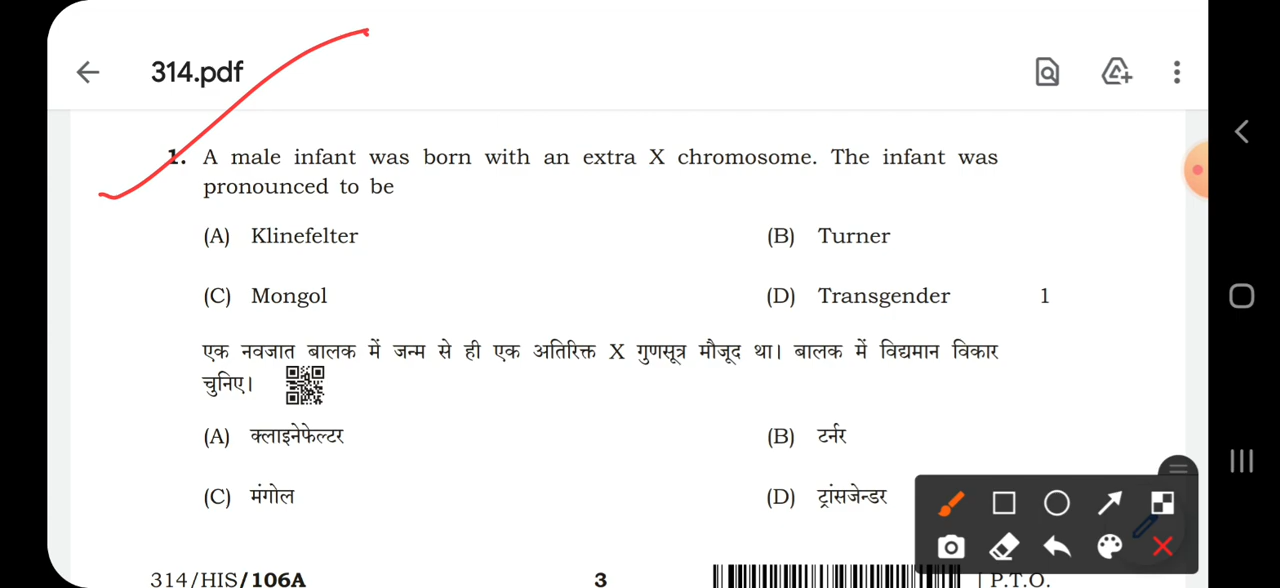 314.pdf
1. A male infant was born with an extra X chromosome. The infant was
pronounced to be
(A) Klinefelter (B) Turner
(C) Mongol (D) Transgender 1
एक नवजात बालक में जन्म से ही एक अतिरिक्त X गुणसूत्र मौजूद था। बालक में विद्यमान विकार
चुनिए।
(A) क्लाइनेफेल्टर (B) टर्नर
(C) मंगोल (D) ट्रांसजेन्डर
314/HIS/106A 3 [ P.T.O.